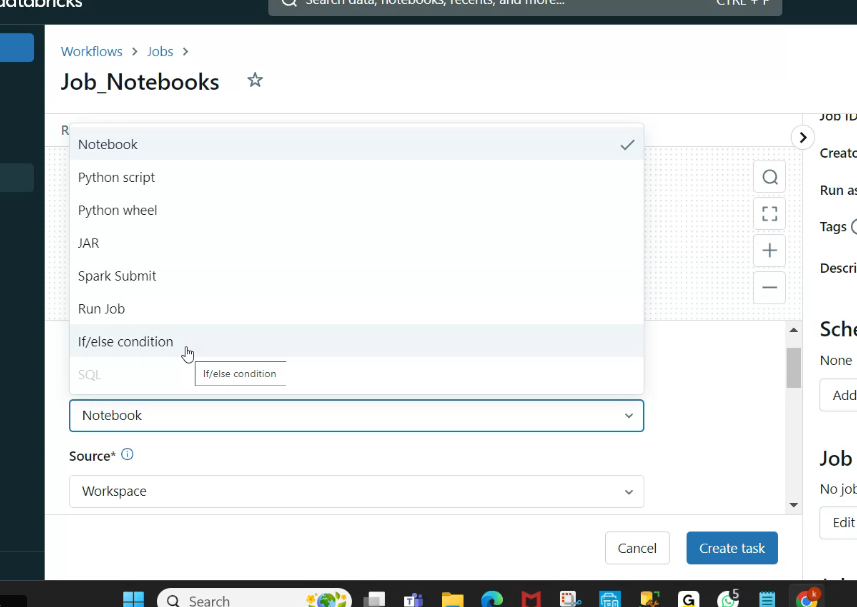 databricks
Search data, notebooks, recents, and more...
CTRL + P
Workflows > Jobs >
Job_Notebooks
R
Notebook
Python script
Python wheel
JAR
Spark Submit
Run Job
If/else condition
If/else condition
SQL
Notebook
Source*
Workspace
Cancel
Create task
Job ID
Creato
Run as
Tags
Descri
Sche
None
Add
Job
No job
Edit
Search
5
k